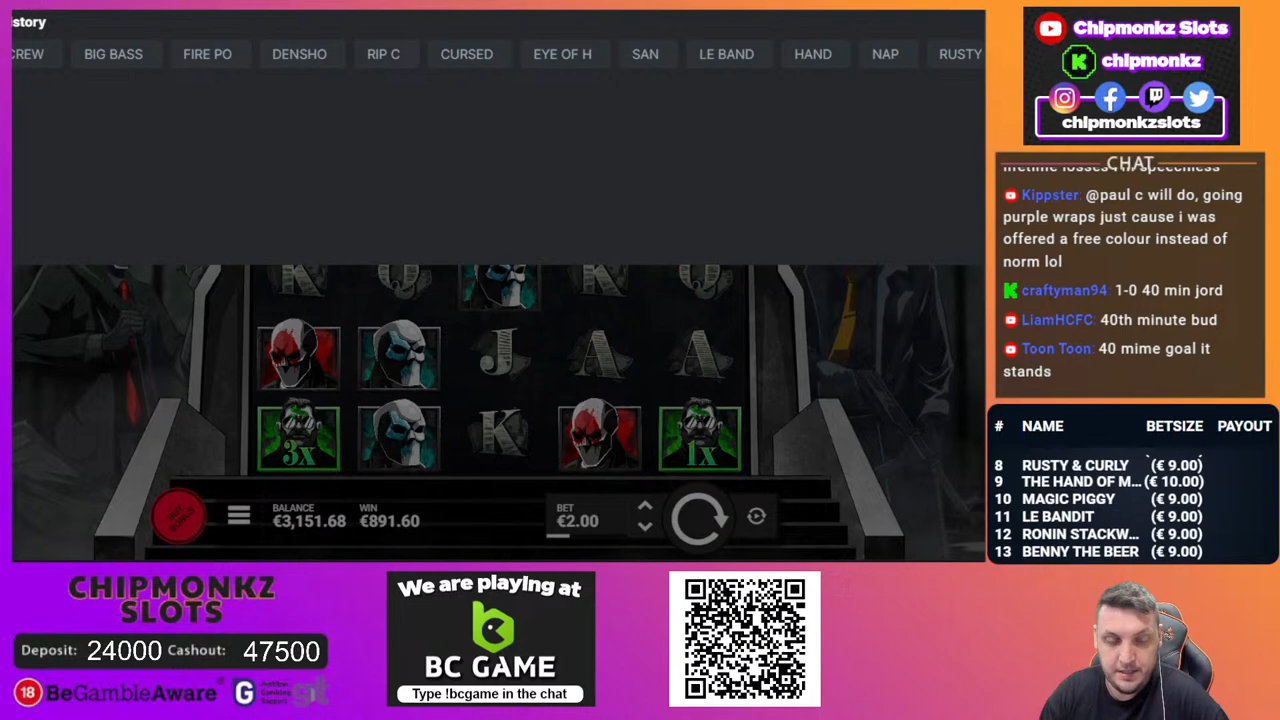 istory
CREW BIG BASS FIRE PO DENSHO RIP C CURSED EYE OF H SAN LE BAND HAND NAP RUSTY
K Q K Q
J A A
3x K 1x
BUY BONUS
BALANCE
€3,151.68
WIN
€891.60
BET
€2.00
Chipmonkz Slots
K chipmonkz
chipmonkzslots
CHAT
lifetime losses I'm speechless
Kippster: @paul c will do, going
purple wraps just cause i was
offered a free colour instead of
norm lol
craftyman94: 1-0 40 min jord
LiamHCFC: 40th minute bud
Toon Toon: 40 mime goal it
stands
# NAME BETSIZE PAYOUT
8 RUSTY & CURLY (€ 9.00)
9 THE HAND OF M... (€ 10.00)
10 MAGIC PIGGY (€ 9.00)
11 LE BANDIT (€ 9.00)
12 RONIN STACKW... (€ 9.00)
13 BENNY THE BEER (€ 9.00)
CHIPMONKZ
SLOTS
Deposit: 24000 Cashout: 47500
18 BeGambleAware
We are playing at
BC GAME
Type !bcgame in the chat